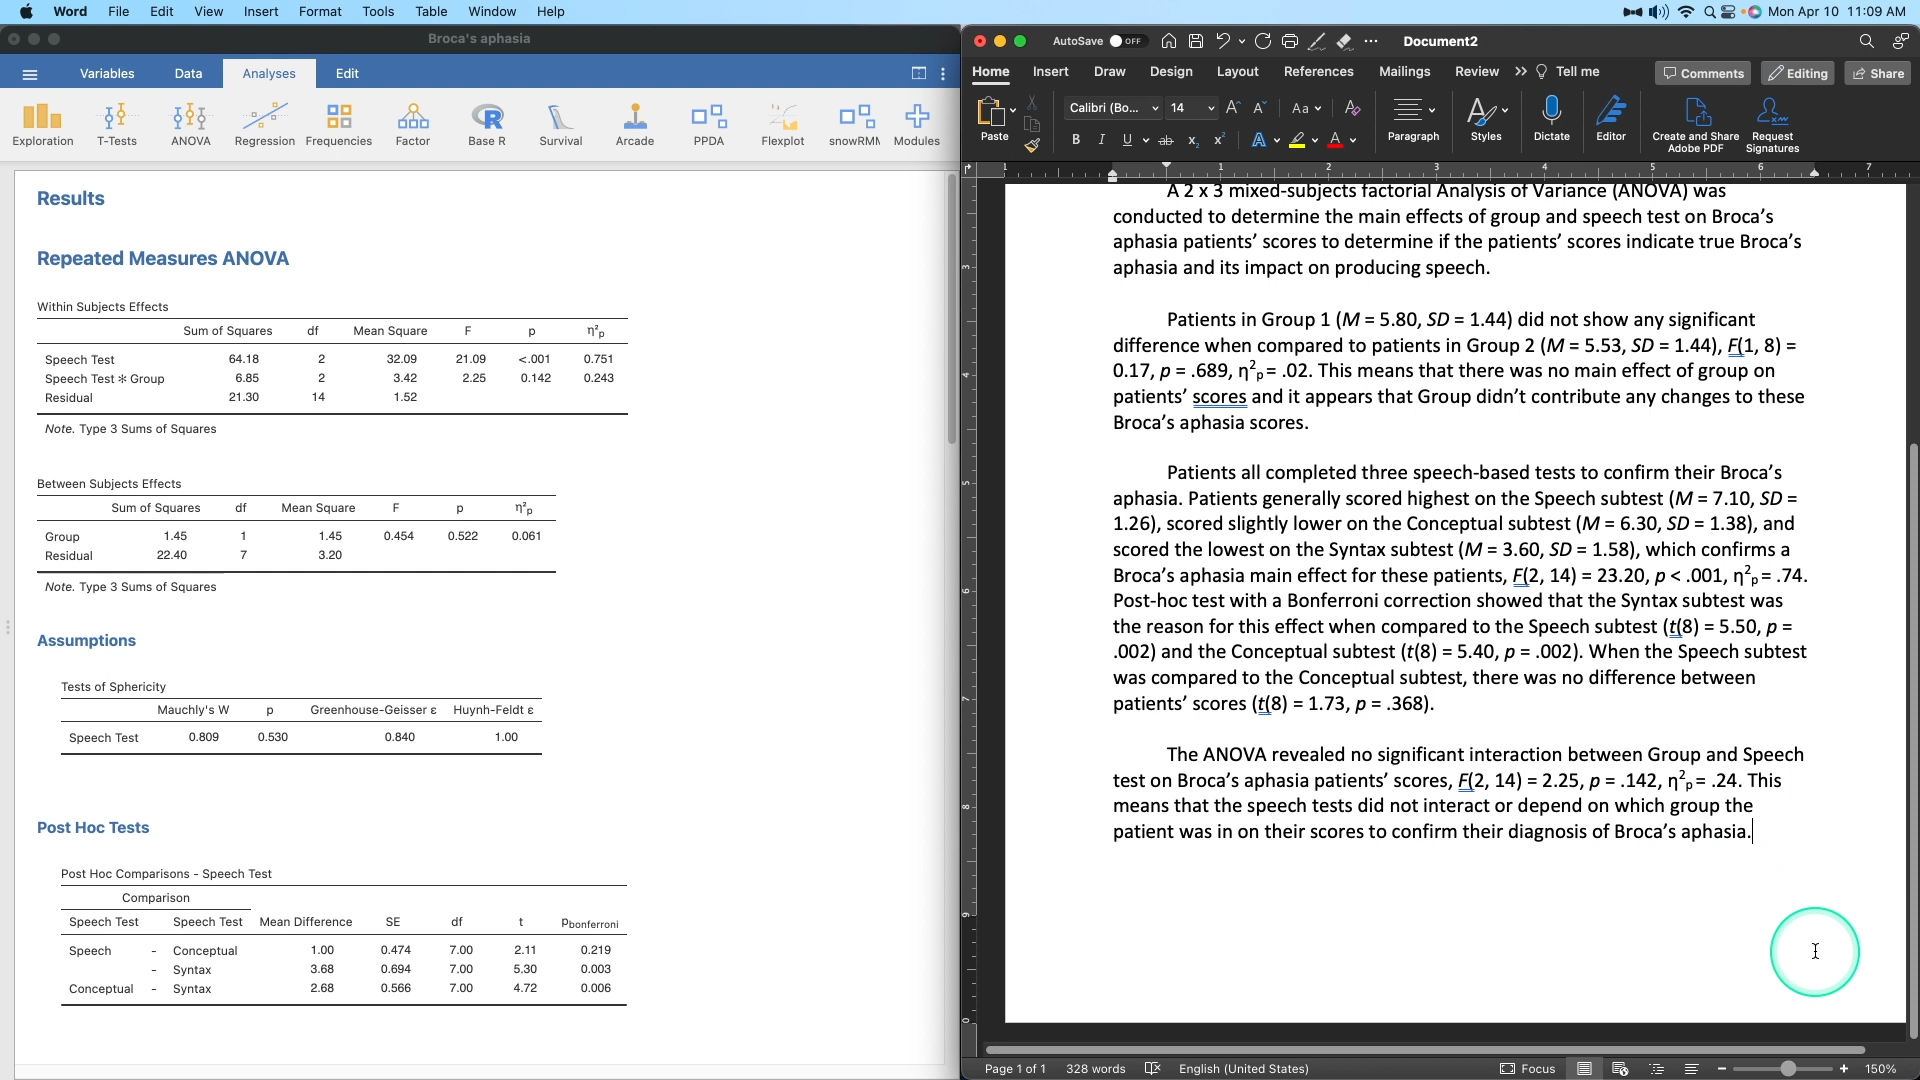 Word File Edit View Insert Format Tools Table Window Help
Mon Apr 10 11:09 AM
Broca's aphasia
Variables Data Analyses Edit
Exploration T-Tests ANOVA Regression Frequencies Factor Base R Survival Arcade PPDA Flexplot snowRMM Modules
Results
Repeated Measures ANOVA
Within Subjects Effects
Sum of Squares df Mean Square F p η²p
Speech Test 64.18 2 32.09 21.09 <.001 0.751
Speech Test ✻ Group 6.85 2 3.42 2.25 0.142 0.243
Residual 21.30 14 1.52
Note. Type 3 Sums of Squares
Between Subjects Effects
Sum of Squares df Mean Square F p η²p
Group 1.45 1 1.45 0.454 0.522 0.061
Residual 22.40 7 3.20
Note. Type 3 Sums of Squares
Assumptions
Tests of Sphericity
Mauchly's W p Greenhouse-Geisser ε Huynh-Feldt ε
Speech Test 0.809 0.530 0.840 1.00
Post Hoc Tests
Post Hoc Comparisons - Speech Test
Comparison
Speech Test Speech Test Mean Difference SE df t pbonferroni
Speech - Conceptual 1.00 0.474 7.00 2.11 0.219
- Syntax 3.68 0.694 7.00 5.30 0.003
Conceptual - Syntax 2.68 0.566 7.00 4.72 0.006
AutoSave OFF Document2
Home Insert Draw Design Layout References Mailings Review Tell me Comments Editing Share
Calibri (Bo... 14
Paste Paragraph Styles Dictate Editor Create and Share Adobe PDF Request Signatures
1 1 2 3 4 5 6 7
A 2 x 3 mixed-subjects factorial Analysis of Variance (ANOVA) was
conducted to determine the main effects of group and speech test on Broca’s
aphasia patients’ scores to determine if the patients’ scores indicate true Broca’s
aphasia and its impact on producing speech.
Patients in Group 1 (M = 5.80, SD = 1.44) did not show any significant
difference when compared to patients in Group 2 (M = 5.53, SD = 1.44), F(1, 8) =
0.17, p = .689, η²p= .02. This means that there was no main effect of group on
patients’ scores and it appears that Group didn’t contribute any changes to these
Broca’s aphasia scores.
Patients all completed three speech-based tests to confirm their Broca’s
aphasia. Patients generally scored highest on the Speech subtest (M = 7.10, SD =
1.26), scored slightly lower on the Conceptual subtest (M = 6.30, SD = 1.38), and
scored the lowest on the Syntax subtest (M = 3.60, SD = 1.58), which confirms a
Broca’s aphasia main effect for these patients, F(2, 14) = 23.20, p < .001, η²p= .74.
Post-hoc test with a Bonferroni correction showed that the Syntax subtest was
the reason for this effect when compared to the Speech subtest (t(8) = 5.50, p =
.002) and the Conceptual subtest (t(8) = 5.40, p = .002). When the Speech subtest
was compared to the Conceptual subtest, there was no difference between
patients’ scores (t(8) = 1.73, p = .368).
The ANOVA revealed no significant interaction between Group and Speech
test on Broca’s aphasia patients’ scores, F(2, 14) = 2.25, p = .142, η²p= .24. This
means that the speech tests did not interact or depend on which group the
patient was in on their scores to confirm their diagnosis of Broca’s aphasia.
Page 1 of 1 328 words English (United States) Focus 150%